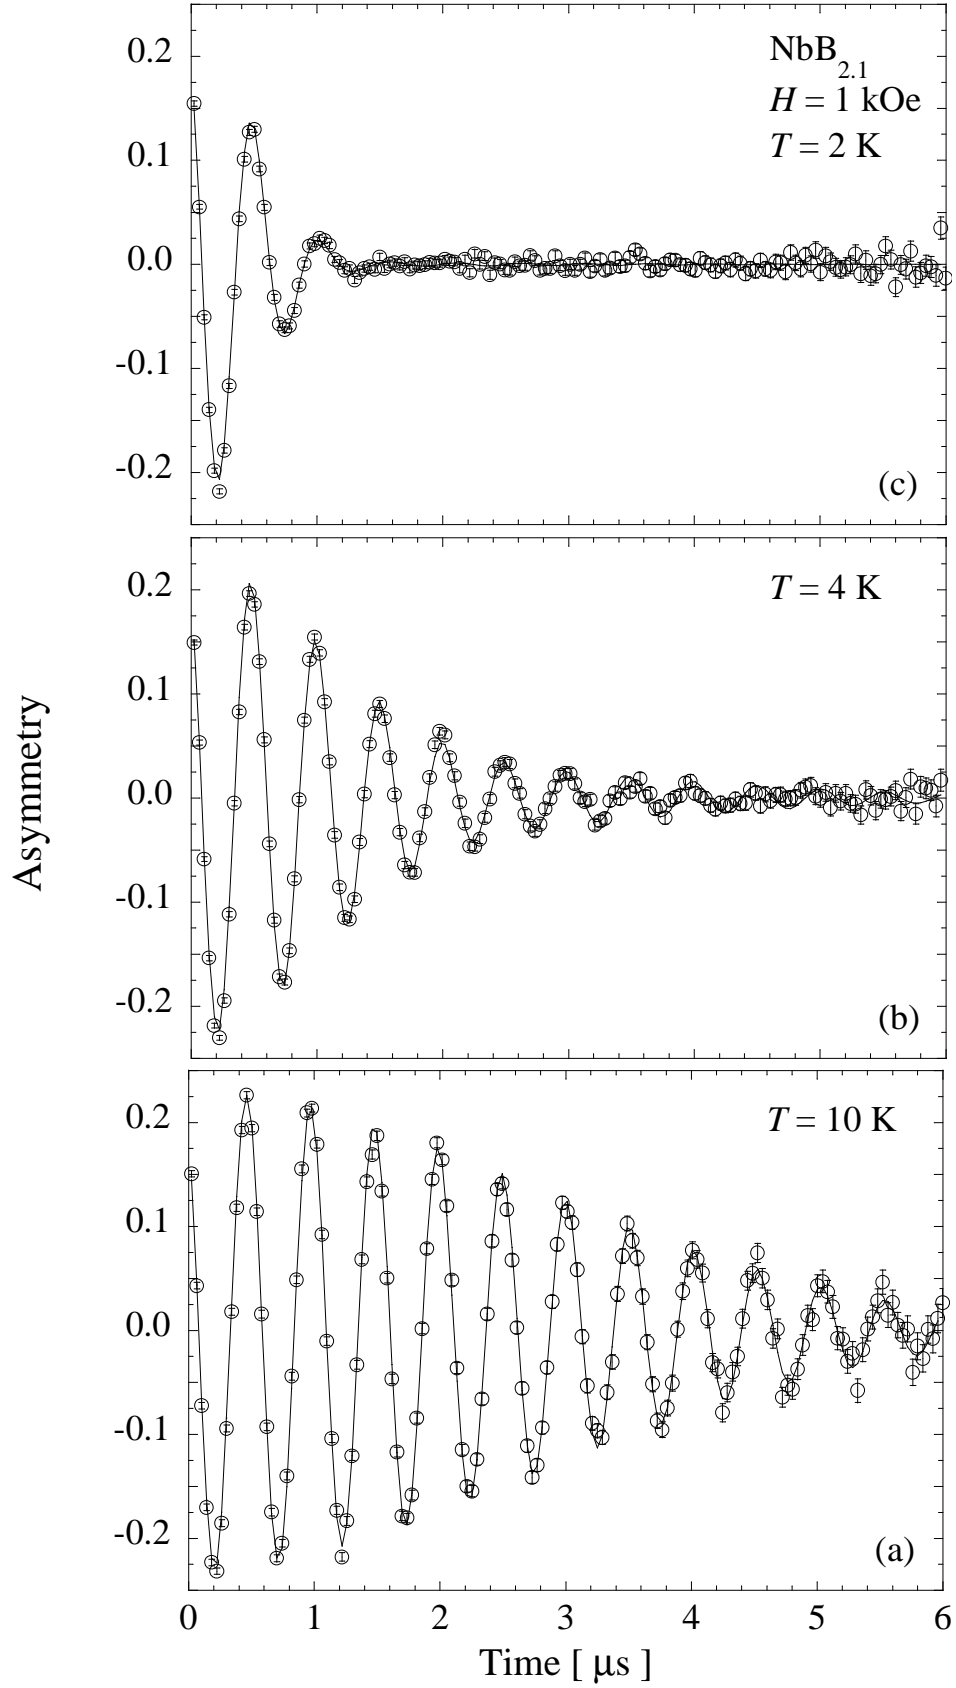 0.2
NbB2.1
H = 1 kOe
0.1
T = 2 K
0.0
-0.1
-0.2
(c)
0.2
T = 4 K
0.1
0.0
-0.1
-0.2
(b)
Asymmetry
0.2
T = 10 K
0.1
0.0
-0.1
-0.2
(a)
0 1 2 3 4 5 6
Time [ μs ]